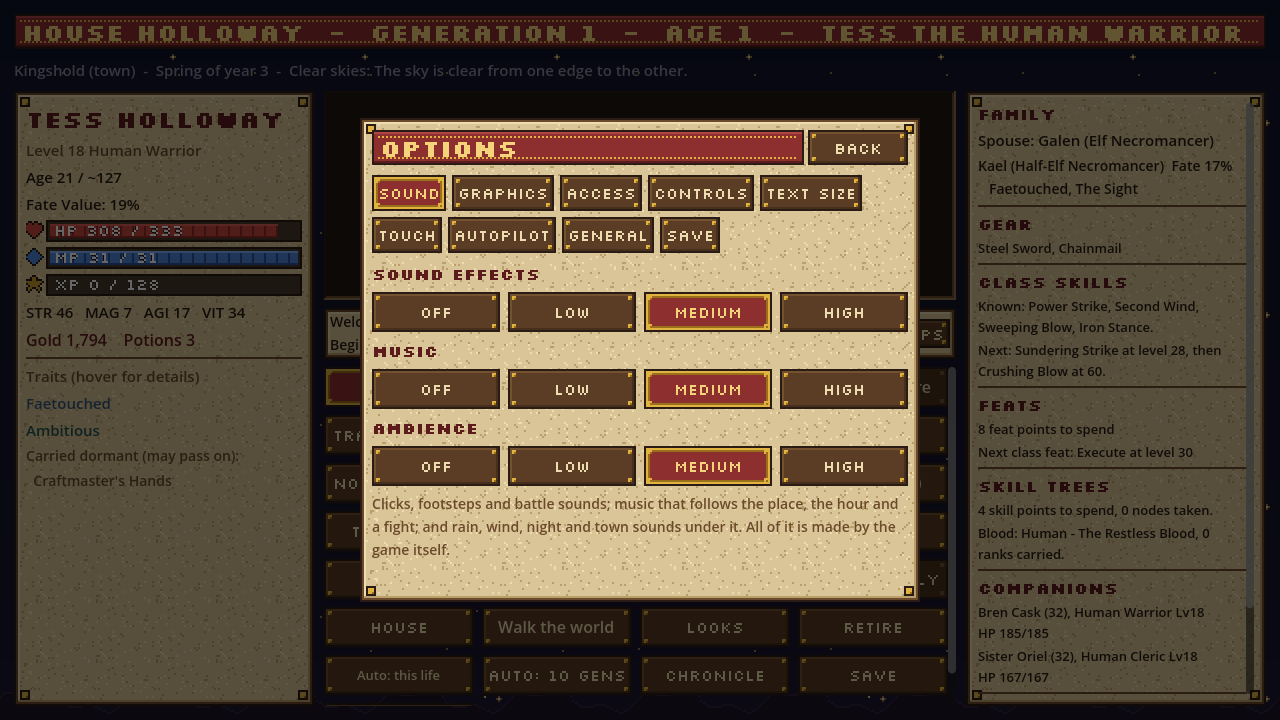 HOUSE HOLLOWAY - GENERATION 1 - AGE 1 - TESS THE HUMAN WARRIOR
Kingshold (town) - Spring of year 3 - Clear skies: The sky is clear from one edge to the other.
TESS HOLLOWAY
Level 18 Human Warrior
Age 21 / ~127
Fate Value: 19%
HP 308 / 333
MP 31 / 31
XP 0 / 128
STR 46 MAG 7 AGI 17 VIT 34
Gold 1,794 Potions 3
Traits (hover for details)
Faetouched
Ambitious
Carried dormant (may pass on):
Craftmaster's Hands
OPTIONS
BACK
SOUND GRAPHICS ACCESS CONTROLS TEXT SIZE
TOUCH AUTOPILOT GENERAL SAVE
SOUND EFFECTS
OFF LOW MEDIUM HIGH
MUSIC
OFF LOW MEDIUM HIGH
AMBIENCE
OFF LOW MEDIUM HIGH
Clicks, footsteps and battle sounds; music that follows the place, the hour and
a fight; and rain, wind, night and town sounds under it. All of it is made by the
game itself.
HOUSE Walk the world LOOKS RETIRE
Auto: this life AUTO: 10 GENS CHRONICLE SAVE
FAMILY
Spouse: Galen (Elf Necromancer)
Kael (Half-Elf Necromancer) Fate 17%
Faetouched, The Sight
GEAR
Steel Sword, Chainmail
CLASS SKILLS
Known: Power Strike, Second Wind,
Sweeping Blow, Iron Stance.
Next: Sundering Strike at level 28, then
Crushing Blow at 60.
FEATS
8 feat points to spend
Next class feat: Execute at level 30
SKILL TREES
4 skill points to spend, 0 nodes taken.
Blood: Human - The Restless Blood, 0
ranks carried.
COMPANIONS
Bren Cask (32), Human Warrior Lv18
HP 185/185
Sister Oriel (32), Human Cleric Lv18
HP 167/167